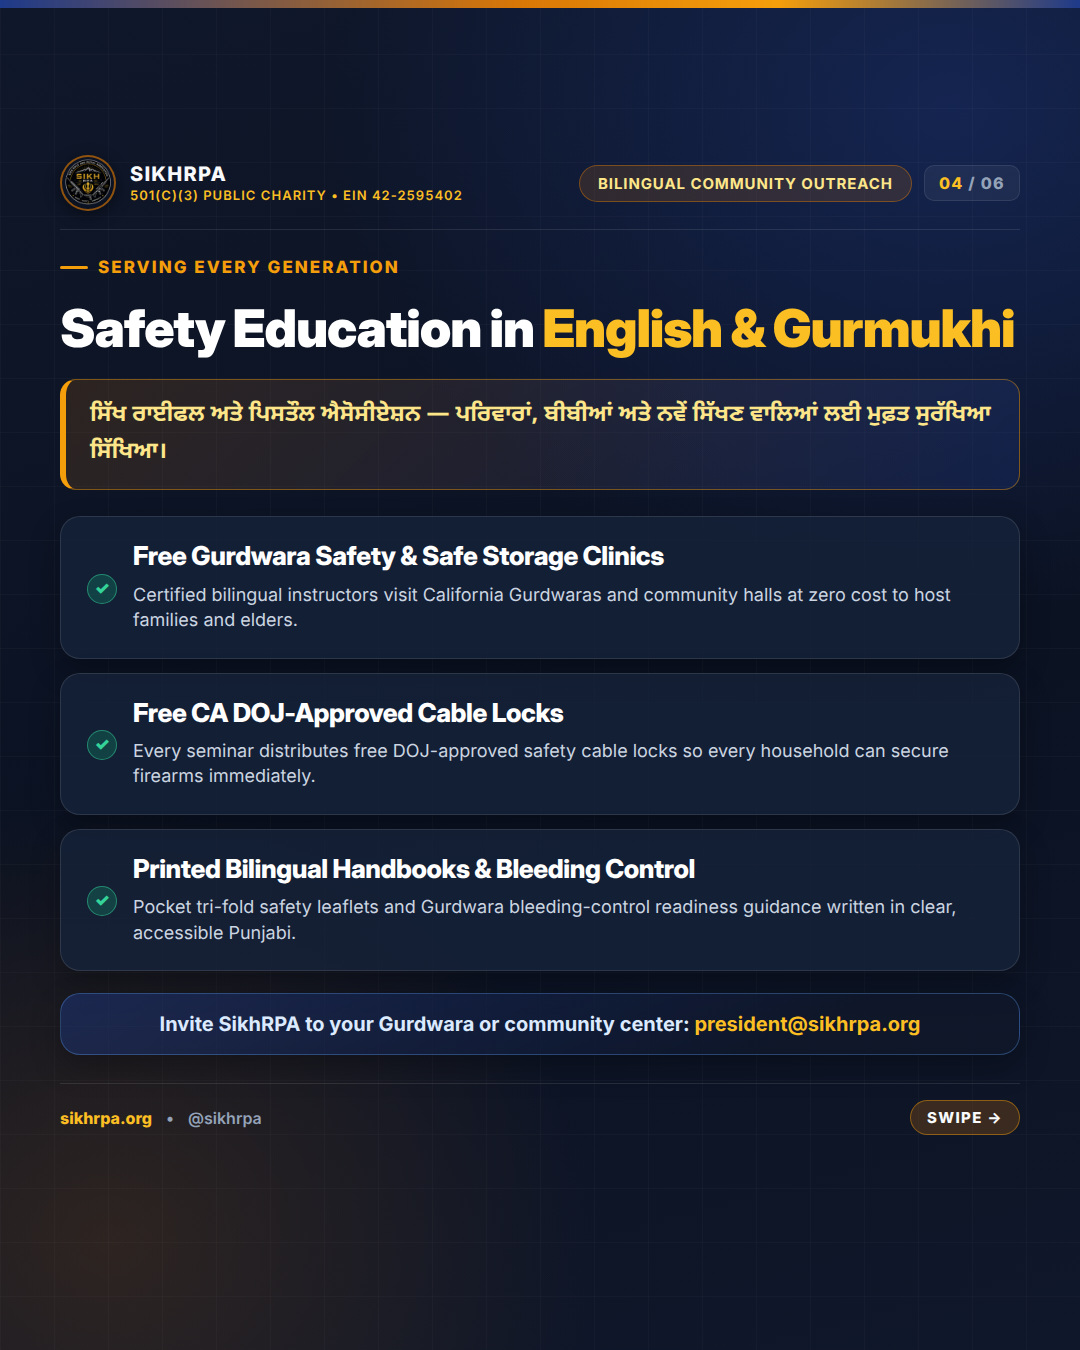 SIKH
SIKHRPA
501(C)(3) PUBLIC CHARITY • EIN 42-2595402
BILINGUAL COMMUNITY OUTREACH
04 / 06
SERVING EVERY GENERATION
Safety Education in English & Gurmukhi
ਸਿੱਖ ਰਾਈਫਲ ਅਤੇ ਪਿਸਤੌਲ ਐਸੋਸੀਏਸ਼ਨ — ਪਰਿਵਾਰਾਂ, ਬੀਬੀਆਂ ਅਤੇ ਨਵੇਂ ਸਿੱਖਣ ਵਾਲਿਆਂ ਲਈ ਮੁਫ਼ਤ ਸੁਰੱਖਿਆ
ਸਿੱਖਿਆ।
Free Gurdwara Safety & Safe Storage Clinics
Certified bilingual instructors visit California Gurdwaras and community halls at zero cost to host
families and elders.
Free CA DOJ-Approved Cable Locks
Every seminar distributes free DOJ-approved safety cable locks so every household can secure
firearms immediately.
Printed Bilingual Handbooks & Bleeding Control
Pocket tri-fold safety leaflets and Gurdwara bleeding-control readiness guidance written in clear,
accessible Punjabi.
Invite SikhRPA to your Gurdwara or community center: president@sikhrpa.org
sikhrpa.org • @sikhrpa
SWIPE →